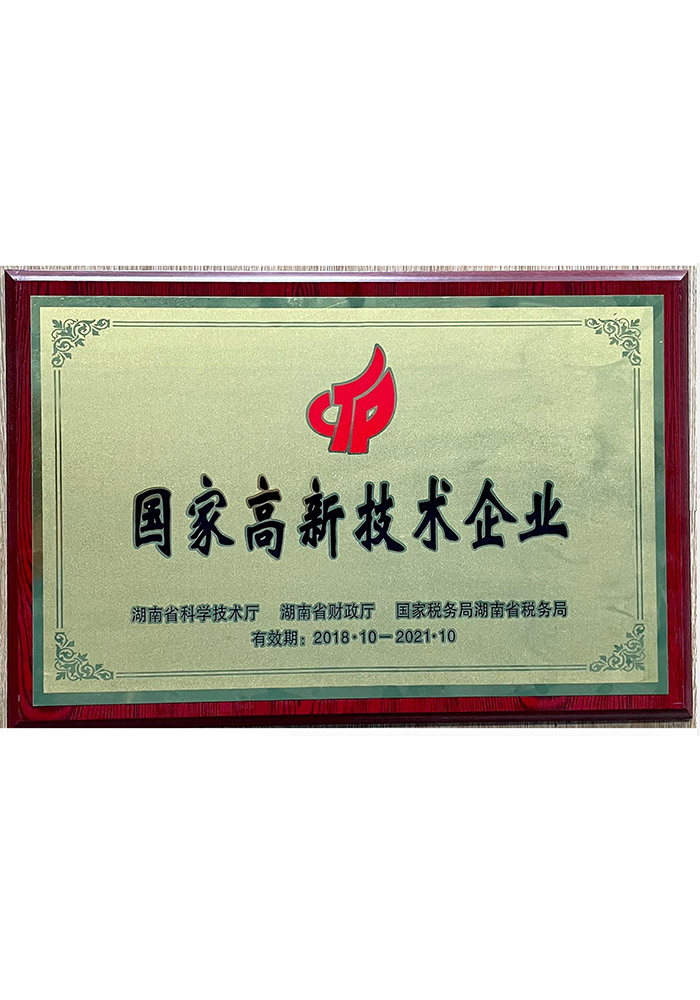 CTP
国家高新技术企业
湖南省科学技术厅 湖南省财政厅 国家税务局湖南省税务局
有效期：2018·10－2021·10